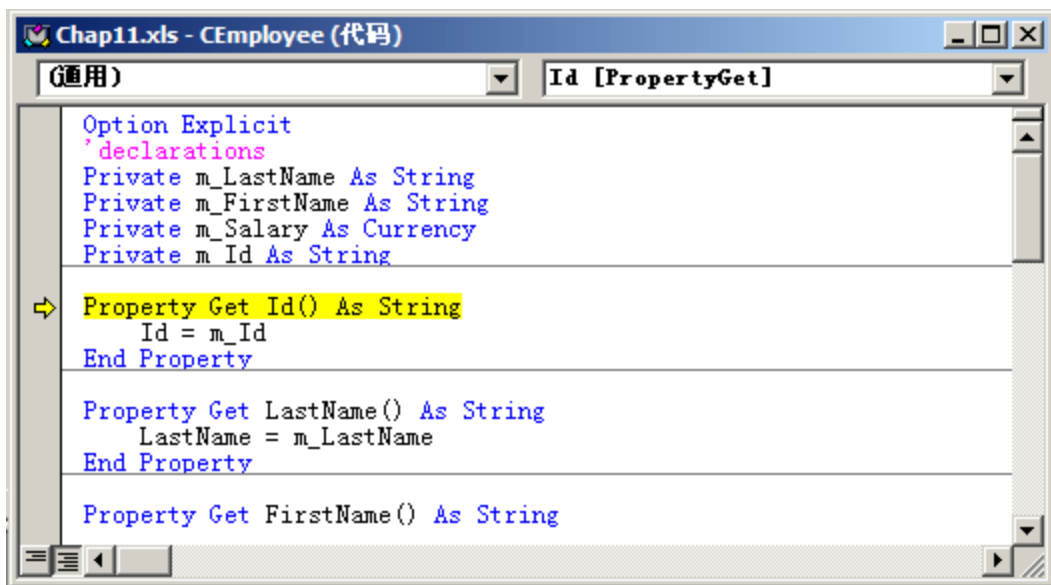 Chap11.xls - CEmployee (代码)
(通用)
Id [PropertyGet]
Option Explicit
'declarations
Private m_LastName As String
Private m_FirstName As String
Private m_Salary As Currency
Private m_Id As String
Property Get Id() As String
Id = m_Id
End Property
Property Get LastName() As String
LastName = m_LastName
End Property
Property Get FirstName() As String